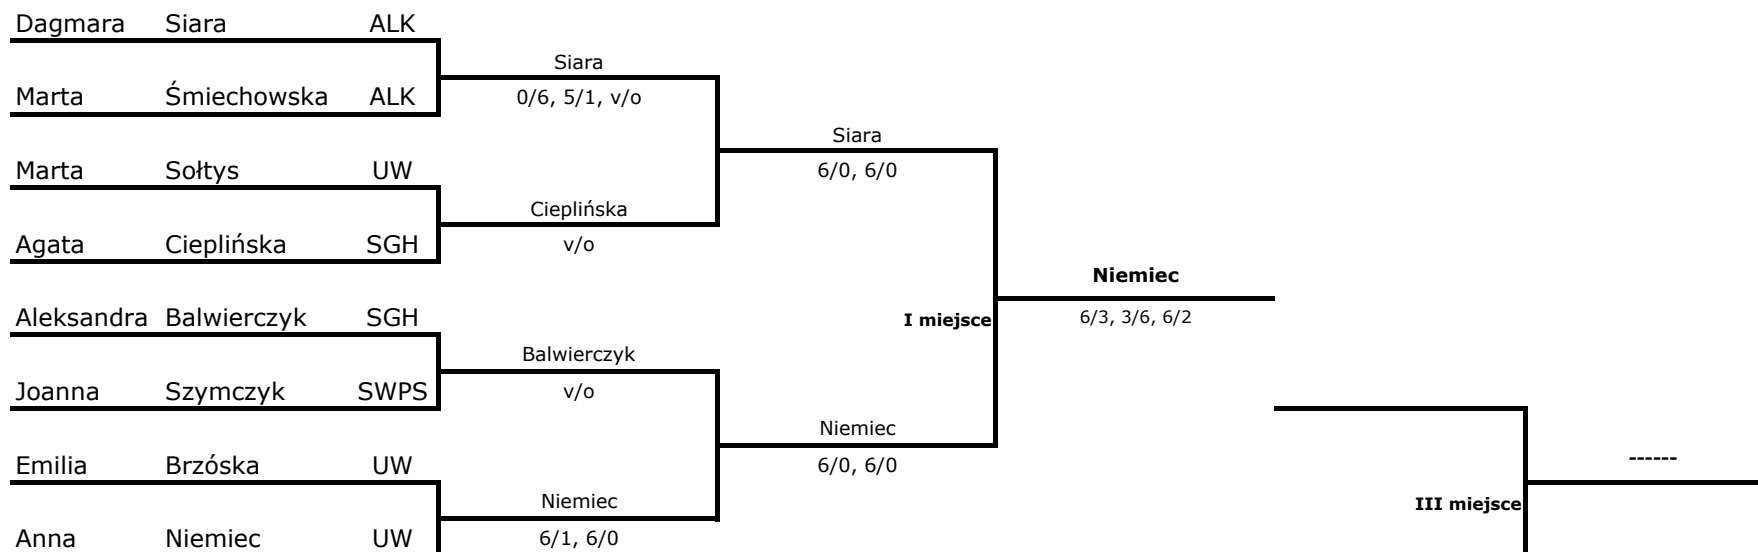 Dagmara Siara ALK
Siara
Marta Śmiechowska ALK
0/6, 5/1, v/o
Siara
Marta Sołtys UW
6/0, 6/0
Cieplińska
Agata Cieplińska SGH
v/o
Niemiec
Aleksandra Balwierczyk SGH
I miejsce
6/3, 3/6, 6/2
Balwierczyk
Joanna Szymczyk SWPS
v/o
Niemiec
Emilia Brzóska UW
6/0, 6/0
------
Niemiec
III miejsce
Anna Niemiec UW
6/1, 6/0